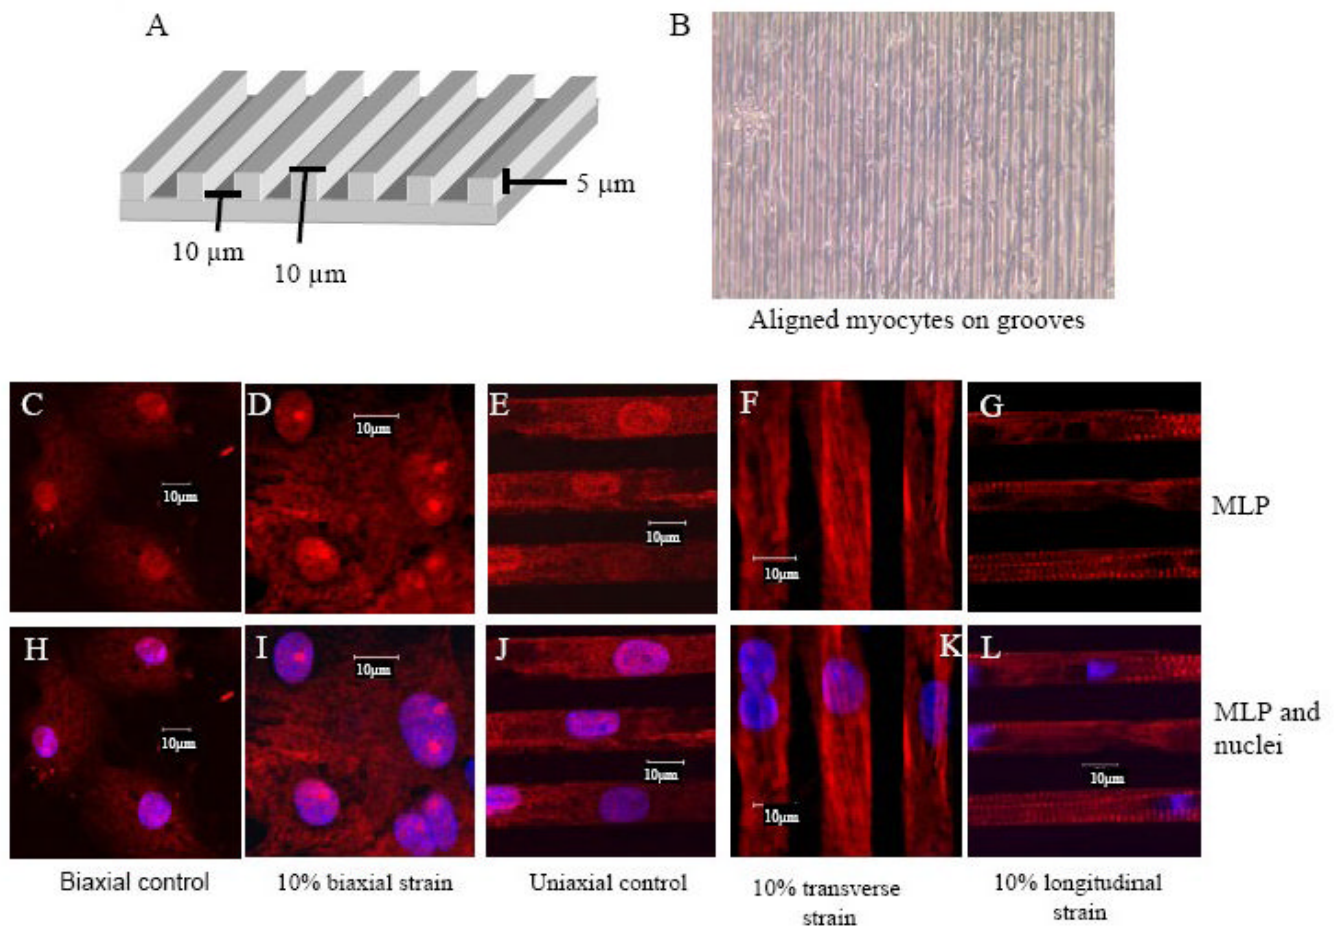 A
B
5 μm
10 μm
10 μm
Aligned myocytes on grooves
C
D
E
F
G
10μm
10μm
10μm
10μm
10μm
MLP
H
I
J
K
L
10μm
10μm
10μm
10μm
10μm
MLP and
nuclei
Biaxial control
10% biaxial strain
Uniaxial control
10% transverse
strain
10% longitudinal
strain